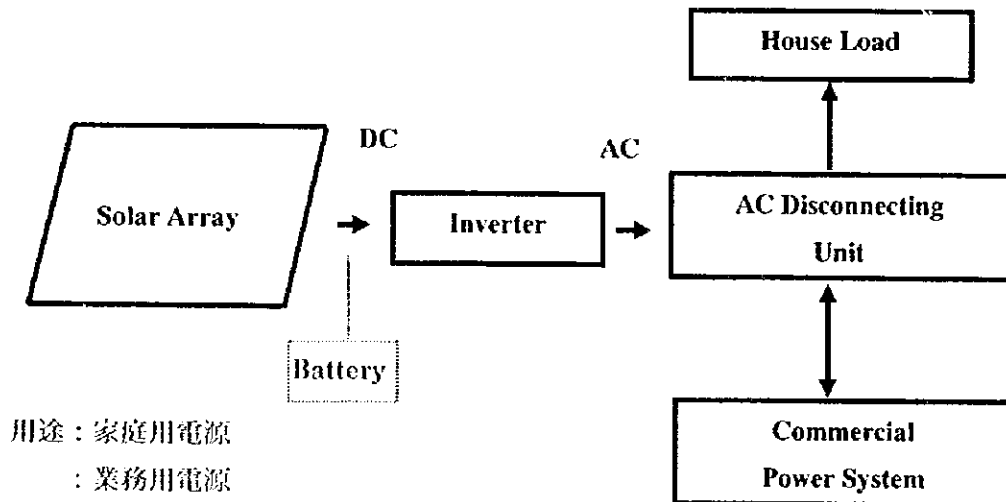 House Load
DC
AC
Solar Array
Inverter
AC Disconnecting
Unit
Battery
Commercial
Power System
用途：家庭用電源
：業務用電源